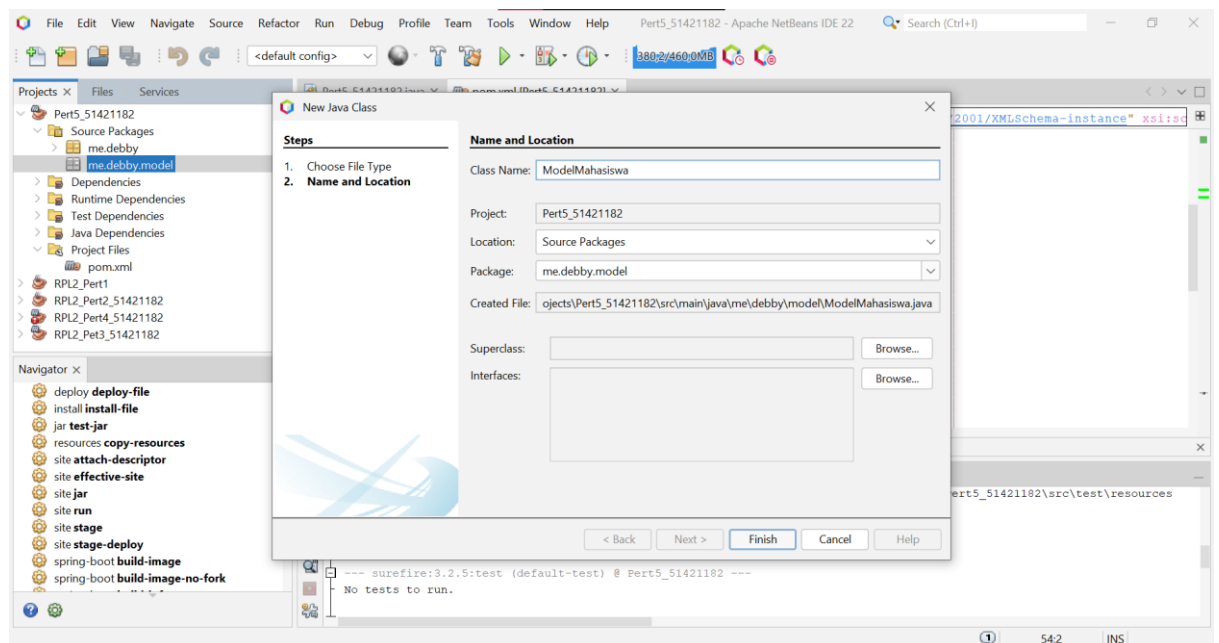 File Edit View Navigate Source Refactor Run Debug Profile Team Tools Window Help Pert5_51421182 - Apache NetBeans IDE 22 Search (Ctrl+I)
<default config> 380,2/460,0MB
Projects Files Services
Pert5_51421182.java pom.xml [Pert5_51421182]
Pert5_51421182
Source Packages
me.debby
me.debby.model
Dependencies
Runtime Dependencies
Test Dependencies
Java Dependencies
Project Files
pom.xml
RPL2_Pert1
RPL2_Pert2_51421182
RPL2_Pert4_51421182
RPL2_Pet3_51421182
Navigator
deploy deploy-file
install install-file
jar test-jar
resources copy-resources
site attach-descriptor
site effective-site
site jar
site run
site stage
site stage-deploy
spring-boot build-image
spring-boot build-image-no-fork
New Java Class
Steps
1. Choose File Type
2. Name and Location
Name and Location
Class Name: ModelMahasiswa
Project: Pert5_51421182
Location: Source Packages
Package: me.debby.model
Created File: ojects\Pert5_51421182\src\main\java\me\debby\model\ModelMahasiswa.java
Superclass: Browse...
Interfaces: Browse...
< Back Next > Finish Cancel Help
/2001/XMLSchema-instance" xsi:sc
ert5_51421182\src\test\resources
--- surefire:3.2.5:test (default-test) @ Pert5_51421182 ---
No tests to run.
1 54:2 INS